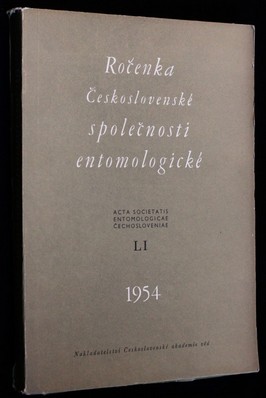 Ročenka
Československé
společnosti
entomologické
ACTA SOCIETATIS
ENTOMOLOGICAE
ČECHOSLOVENIAE
LI
1954
Nakladatelství Československé akademie věd